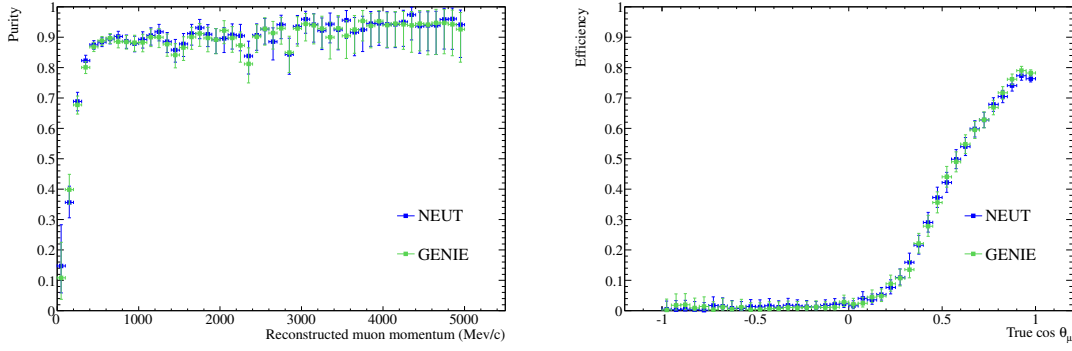 Purity
1
0.9
0.8
0.7
0.6
0.5
0.4
0.3
0.2
0.1
0
NEUT
GENIE
0 1000 2000 3000 4000 5000
Reconstructed muon momentum (Mev/c)
Efficiency
1
0.9
0.8
0.7
0.6
0.5
0.4
0.3
0.2
0.1
0
NEUT
GENIE
-1 -0.5 0 0.5 1
True cos θμ